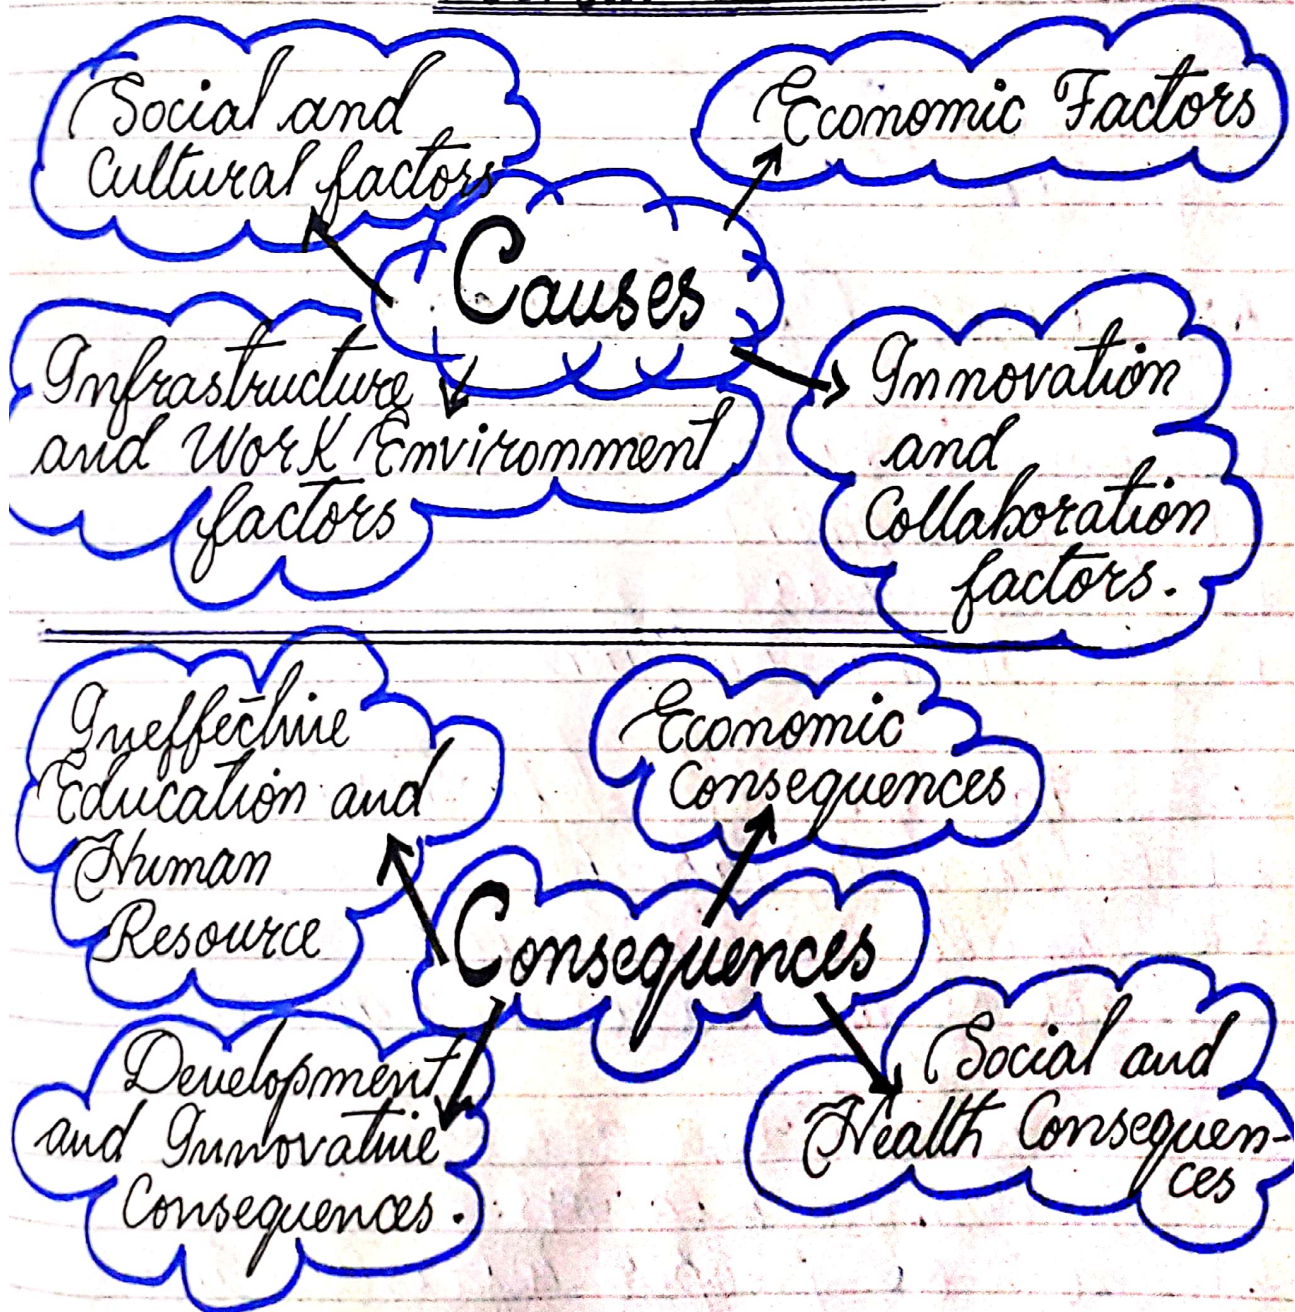 Social and
Cultural factors
Economic Factors
Causes
Infrastructure
and Work Environment
factors
Innovation
and
Collaboration
factors.
Ineffective
Education and
Human
Resource
Economic
Consequences
Consequences
Development
and Innovative
Consequences.
Social and
Health Consequen-
ces